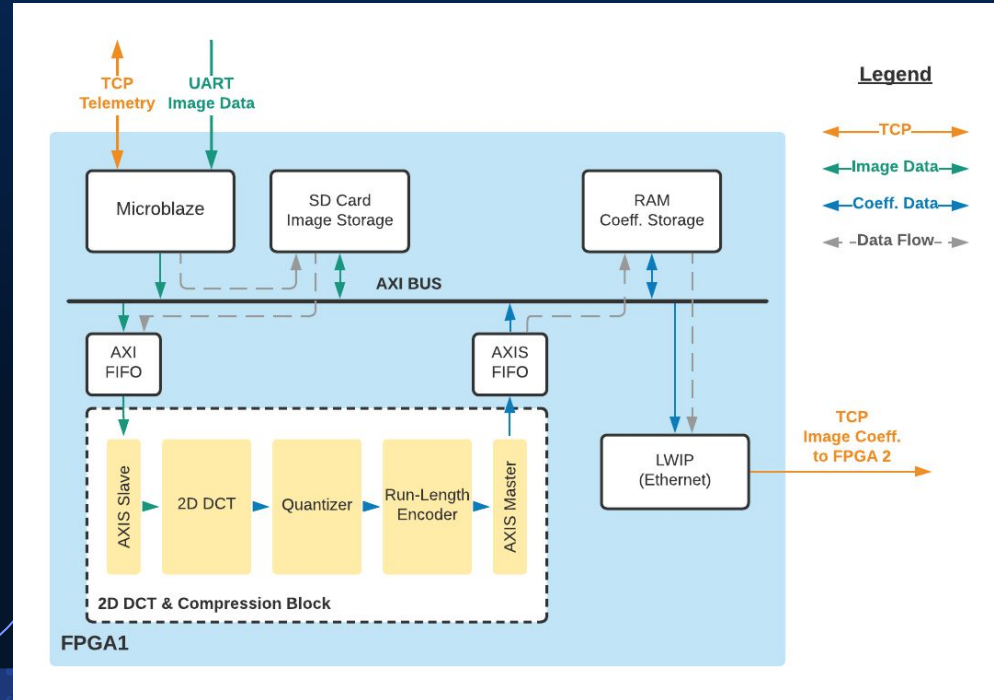 TCP
Telemetry
UART
Image Data
Legend
TCP
Image Data
Coeff. Data
Data Flow
Microblaze
SD Card
Image Storage
RAM
Coeff. Storage
AXI BUS
AXI
FIFO
AXIS
FIFO
TCP
Image Coeff.
to FPGA 2
LWIP
(Ethernet)
AXIS Slave
2D DCT
Quantizer
Run-Length
Encoder
AXIS Master
2D DCT & Compression Block
FPGA1